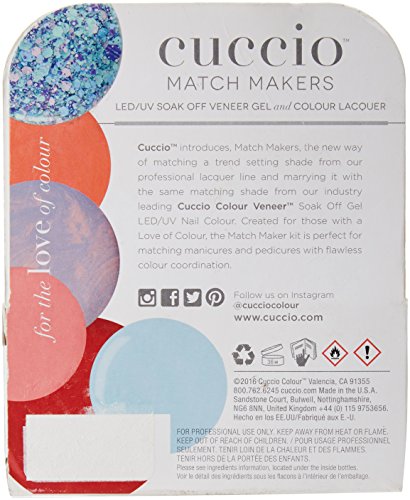 cuccio™
MATCH MAKERS
LED/UV SOAK OFF VENEER GEL and COLOUR LACQUER
for the love of colour
Cuccio™ introduces, Match Makers, the new way
of matching a trend setting shade from our
professional lacquer line and marrying it with
the same matching shade from our industry
leading Cuccio Colour Veneer™ Soak Off Gel
LED/UV Nail Colour. Created for those with a
Love of Colour, the Match Maker kit is perfect for
matching manicures and pedicures with flawless
colour coordination.
Follow us on Instagram
@cucciocolour
www.cuccio.com
36M
©2016 Cuccio Colour™ Valencia, CA 91355
800.762.6245 cuccio.com Made in the U.S.A.
Sandstone Court, Bulwell, Nottinghamshire,
NG6 8NN, United Kingdom +44 (0) 115 9753656.
Hecho en los EE.UU/Fabriqué aux E.-U.
FOR PROFESSIONAL USE ONLY. KEEP AWAY FROM HEAT OR FLAME.
KEEP OUT OF REACH OF CHILDREN. / POUR USAGE PROFESSIONNEL
SEULEMENT. TENIR LOIN DE LA CHALEUR ET DES FLAMMES.
TENIR HORS DE LA PORTÉE DES ENFANTS.
Please see ingredients information, located under the inside bottles.
Voir le détail des ingrédients situé sous les flacons à l'intérieur de l'emballage.